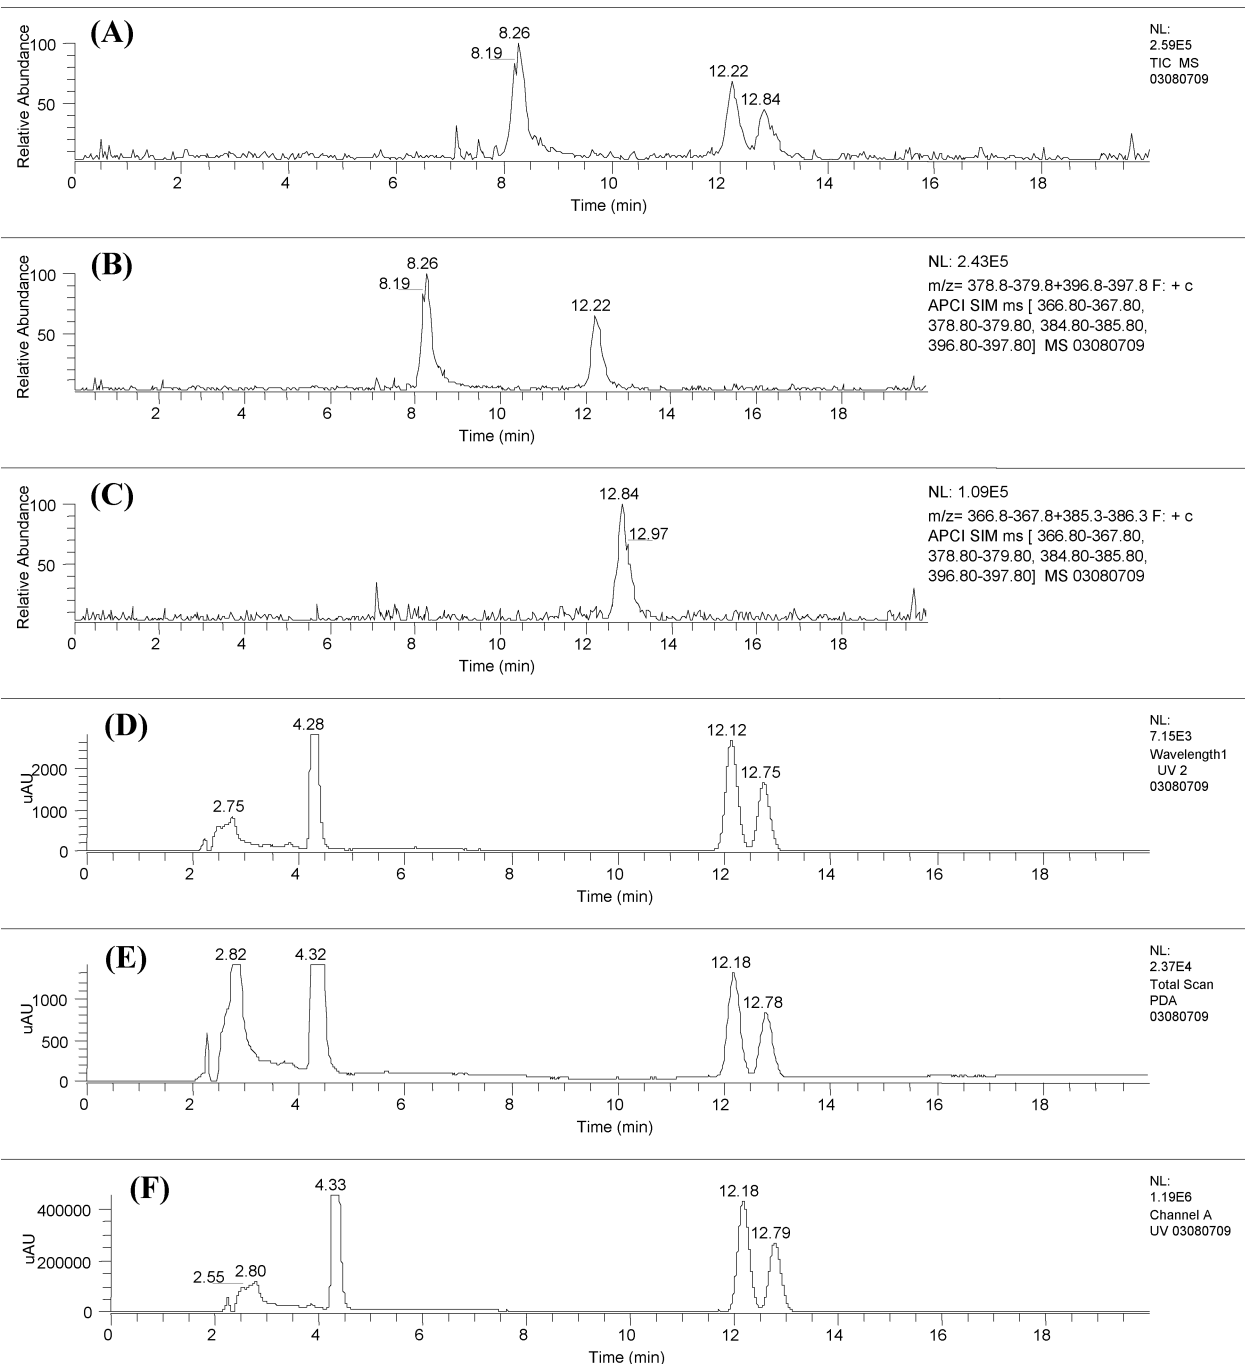 (A)
Relative Abundance
100
50
8.26
8.19
12.22
12.84
NL:
2.59E5
TIC MS
03080709
0 2 4 6 8 10 12 14 16 18
Time (min)
(B)
Relative Abundance
100
50
8.26
8.19
12.22
NL: 2.43E5
m/z= 378.8-379.8+396.8-397.8 F: + c
APCI SIM ms [ 366.80-367.80,
378.80-379.80, 384.80-385.80,
396.80-397.80] MS 03080709
2 4 6 8 10 12 14 16 18
Time (min)
(C)
Relative Abundance
100
50
12.84
12.97
NL: 1.09E5
m/z= 366.8-367.8+385.3-386.3 F: + c
APCI SIM ms [ 366.80-367.80,
378.80-379.80, 384.80-385.80,
396.80-397.80] MS 03080709
0 2 4 6 8 10 12 14 16 18
Time (min)
(D)
uAU
2000
1000
0
2.75
4.28
12.12
12.75
NL:
7.15E3
Wavelength1
UV 2
03080709
0 2 4 6 8 10 12 14 16 18
Time (min)
(E)
uAU
1000
500
0
2.82
4.32
12.18
12.78
NL:
2.37E4
Total Scan
PDA
03080709
0 2 4 6 8 10 12 14 16 18
Time (min)
(F)
uAU
400000
200000
0
2.55 2.80
4.33
12.18
12.79
NL:
1.19E6
Channel A
UV 03080709
0 2 4 6 8 10 12 14 16 18
Time (min)